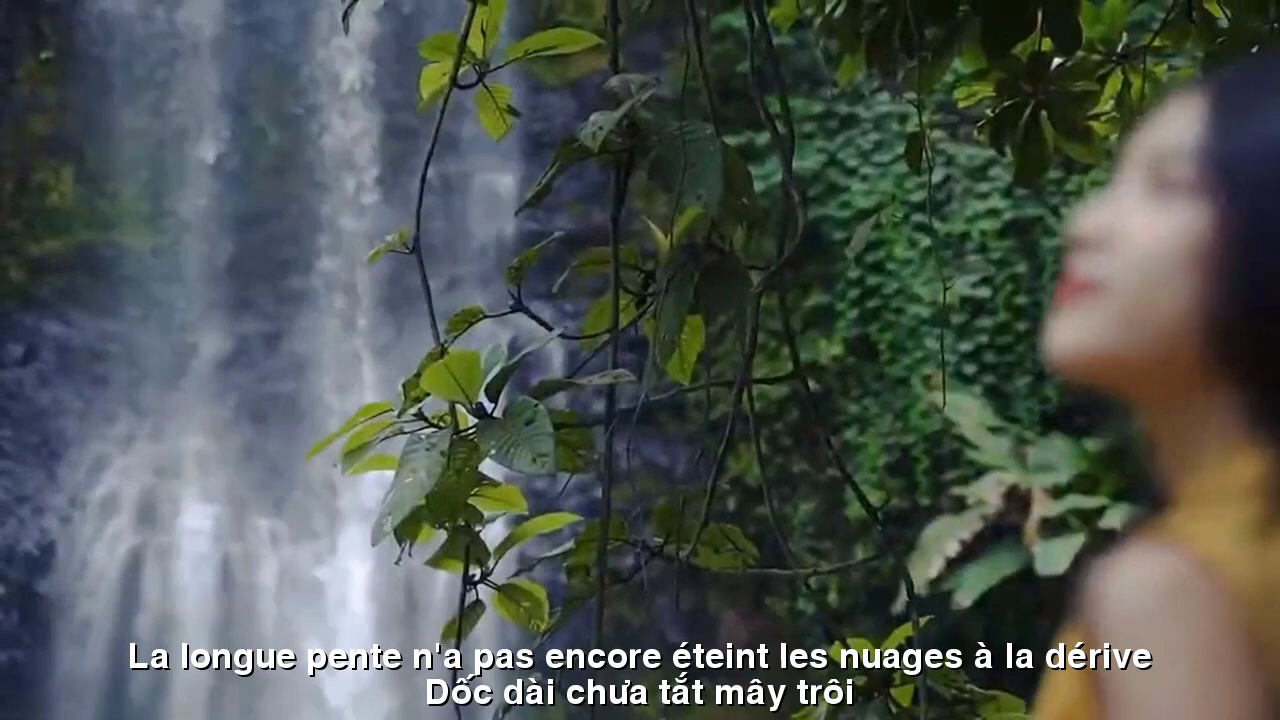 La longue pente n'a pas encore éteint les nuages à la dérive
Dốc dài chưa tắt mây trôi